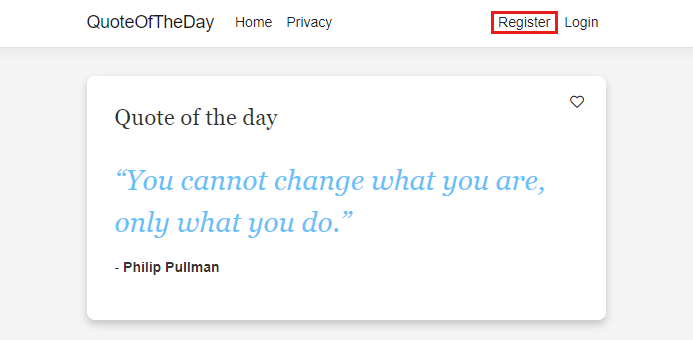 QuoteOfTheDay Home Privacy Register Login
Quote of the day
“You cannot change what you are,
only what you do.”
- Philip Pullman